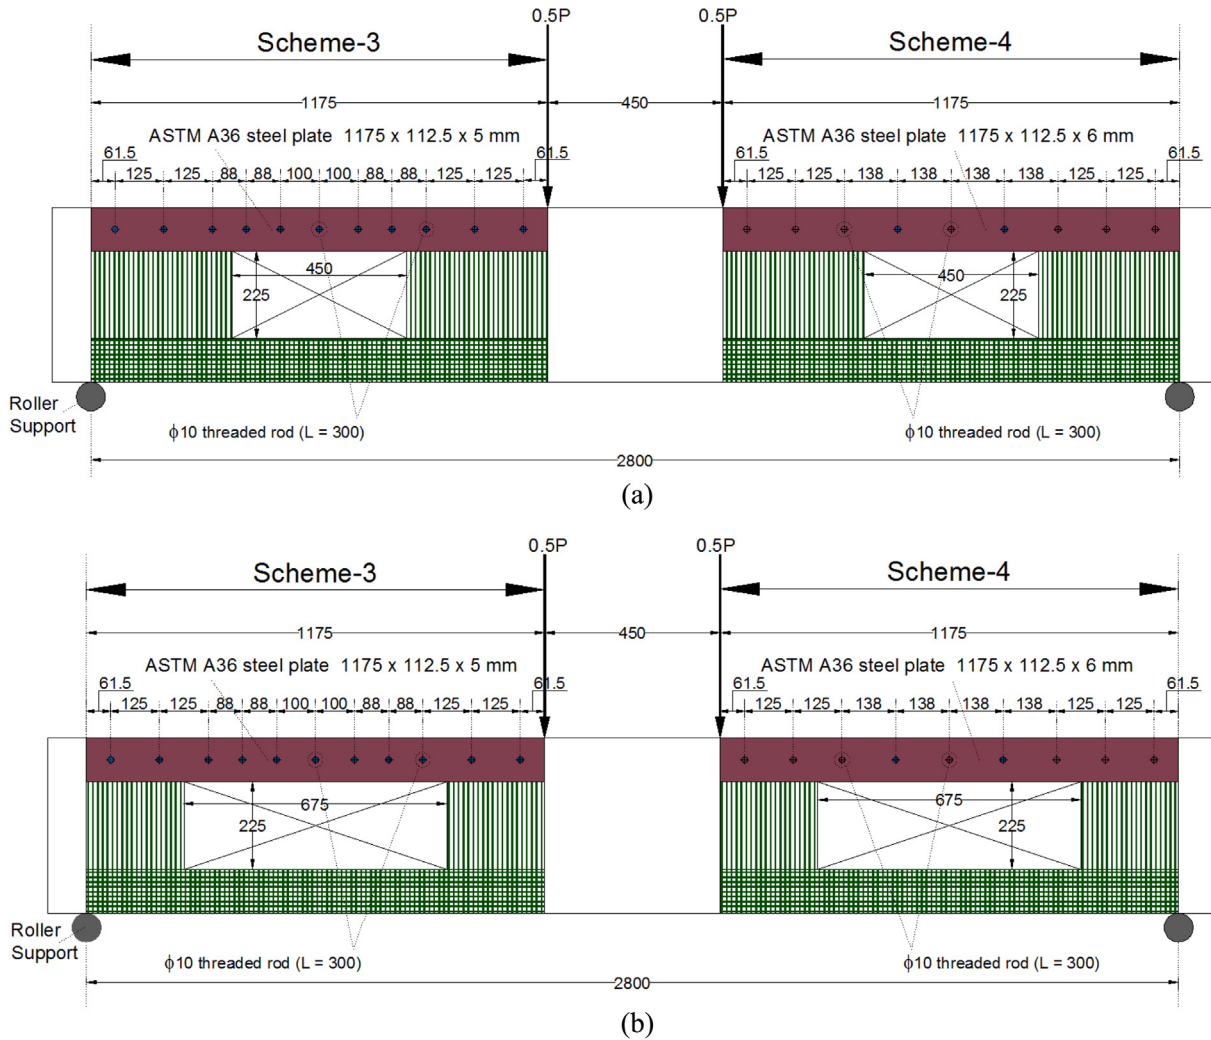 0.5P 0.5P
Scheme-3 Scheme-4
1175 450 1175
ASTM A36 steel plate 1175 x 112.5 x 5 mm ASTM A36 steel plate 1175 x 112.5 x 6 mm
61.5 61.5 61.5 61.5
125 125 88 88 100 100 88 88 125 125 125 125 138 138 138 138 125 125
450 450
225 225
Roller
Support
ϕ10 threaded rod (L = 300) ϕ10 threaded rod (L = 300)
2800
(a)
0.5P 0.5P
Scheme-3 Scheme-4
1175 450 1175
ASTM A36 steel plate 1175 x 112.5 x 5 mm ASTM A36 steel plate 1175 x 112.5 x 6 mm
61.5 61.5 61.5 61.5
125 125 88 88 100 100 88 88 125 125 125 125 138 138 138 138 125 125
675 675
225 225
Roller
Support
ϕ10 threaded rod (L = 300) ϕ10 threaded rod (L = 300)
2800
(b)